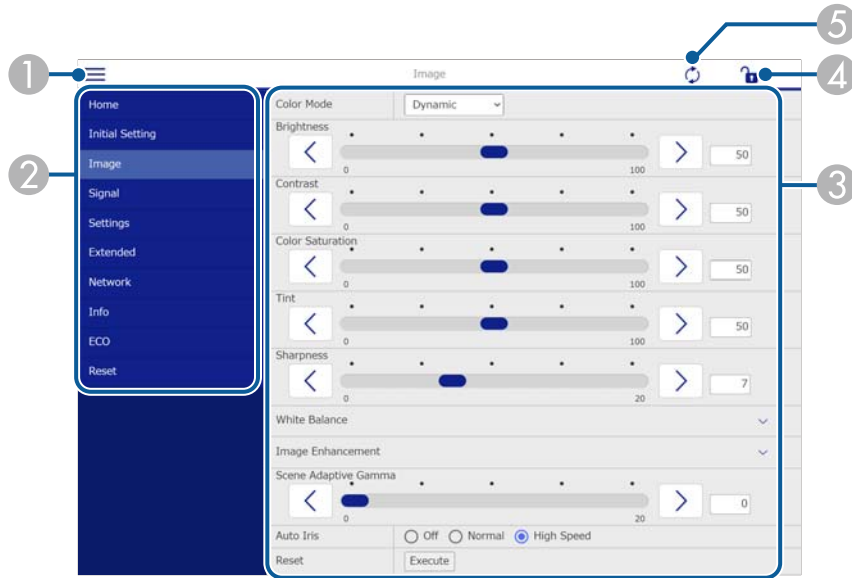 5
1
Image
4
Home
Color Mode
Dynamic
Initial Setting
Brightness
2
Image
0
100
50
3
Signal
Contrast
Settings
0
100
50
Extended
Color Saturation
Network
0
100
50
Info
Tint
ECO
0
100
50
Reset
Sharpness
0
20
7
White Balance
Image Enhancement
Scene Adaptive Gamma
0
20
0
Auto Iris
Off
Normal
High Speed
Reset
Execute